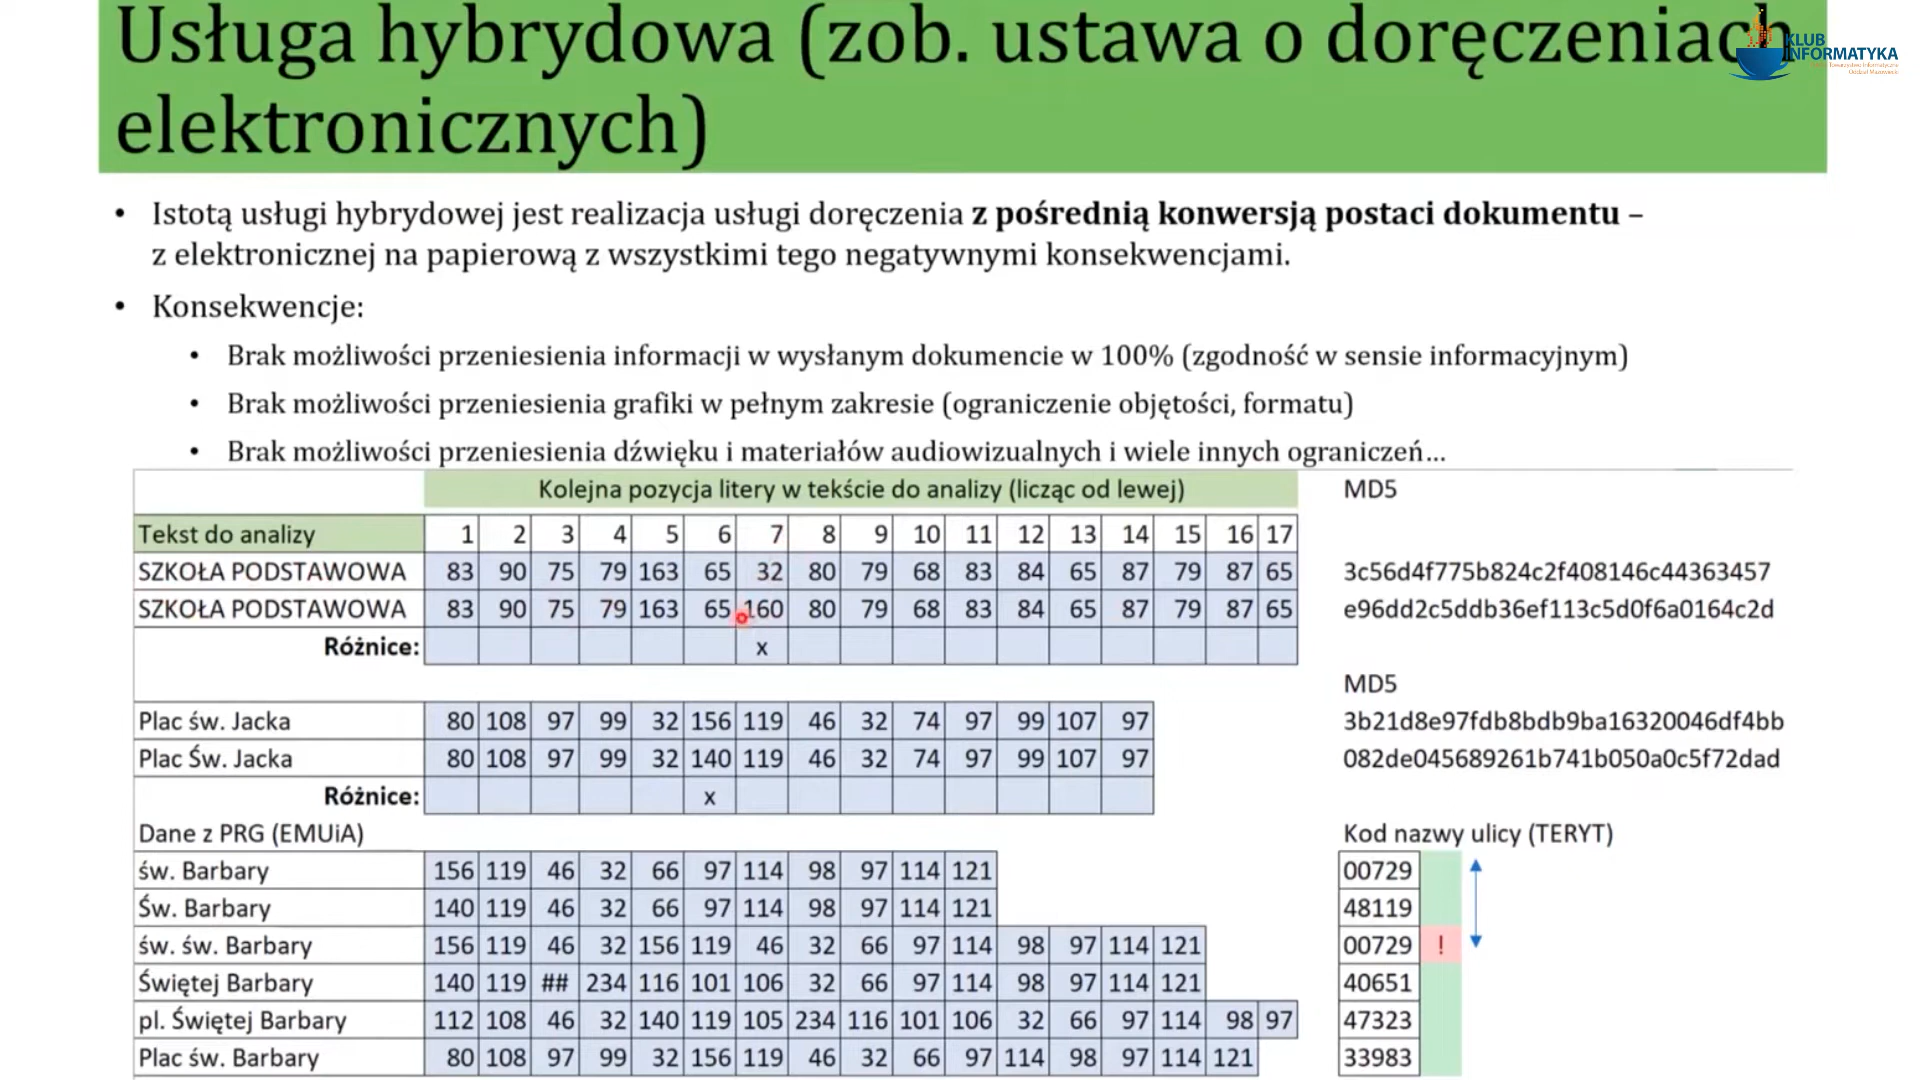 Usługa hybrydowa (zob. ustawa o doręczeniach
elektronicznych)
KLUB
INFORMATYKA
• Istotą usługi hybrydowej jest realizacja usługi doręczenia z pośrednią konwersją postaci dokumentu –
z elektronicznej na papierową z wszystkimi tego negatywnymi konsekwencjami.
• Konsekwencje:
• Brak możliwości przeniesienia informacji w wysłanym dokumencie w 100% (zgodność w sensie informacyjnym)
• Brak możliwości przeniesienia grafiki w pełnym zakresie (ograniczenie objętości, formatu)
• Brak możliwości przeniesienia dźwięku i materiałów audiowizualnych i wiele innych ograniczeń...
Kolejna pozycja litery w tekście do analizy (licząc od lewej) MD5
Tekst do analizy 1 2 3 4 5 6 7 8 9 10 11 12 13 14 15 16 17
SZKOŁA PODSTAWOWA 83 90 75 79 163 65 32 80 79 68 83 84 65 87 79 87 65 3c56d4f775b824c2f408146c44363457
SZKOŁA PODSTAWOWA 83 90 75 79 163 65 160 80 79 68 83 84 65 87 79 87 65 e96dd2c5ddb36ef113c5d0f6a0164c2d
Różnice: x
MD5
Plac św. Jacka 80 108 97 99 32 156 119 46 32 74 97 99 107 97 3b21d8e97fdb8bdb9ba16320046df4bb
Plac Św. Jacka 80 108 97 99 32 140 119 46 32 74 97 99 107 97 082de045689261b741b050a0c5f72dad
Różnice: x
Dane z PRG (EMUiA) Kod nazwy ulicy (TERYT)
św. Barbary 156 119 46 32 66 97 114 98 97 114 121 00729
Św. Barbary 140 119 46 32 66 97 114 98 97 114 121 48119
św. św. Barbary 156 119 46 32 156 119 46 32 66 97 114 98 97 114 121 00729 !
Świętej Barbary 140 119 ## 234 116 101 106 32 66 97 114 98 97 114 121 40651
pl. Świętej Barbary 112 108 46 32 140 119 105 234 116 101 106 32 66 97 114 98 97 47323
Plac św. Barbary 80 108 97 99 32 156 119 46 32 66 97 114 98 97 114 121 33983